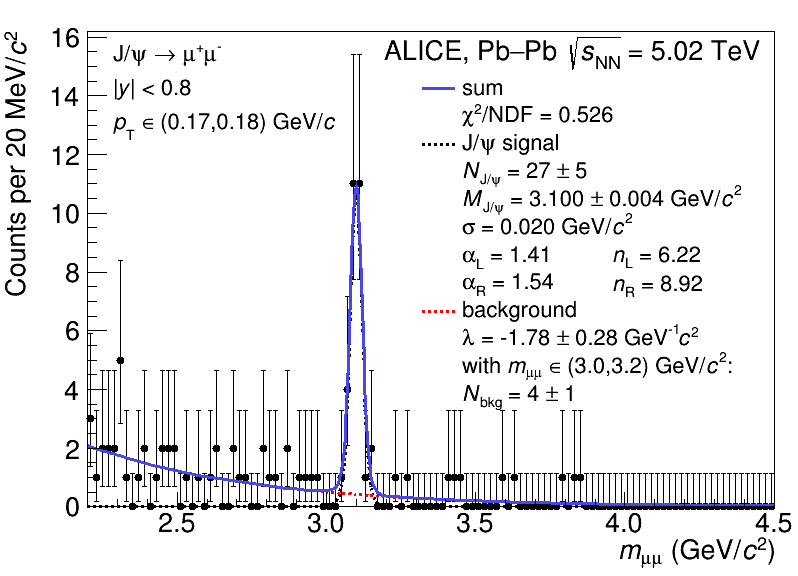 Counts per 20 MeV/c²
16
14
12
10
8
6
4
2
0
J/ψ → μ⁺μ⁻
|y| < 0.8
p_T ∈ (0.17,0.18) GeV/c
ALICE, Pb–Pb √s_NN = 5.02 TeV
sum
χ²/NDF = 0.526
J/ψ signal
N_J/ψ = 27 ± 5
M_J/ψ = 3.100 ± 0.004 GeV/c²
σ = 0.020 GeV/c²
α_L = 1.41 n_L = 6.22
α_R = 1.54 n_R = 8.92
background
λ = -1.78 ± 0.28 GeV⁻¹c²
with m_μμ ∈ (3.0,3.2) GeV/c²:
N_bkg = 4 ± 1
2.5 3.0 3.5 4.0 4.5
m_μμ (GeV/c²)